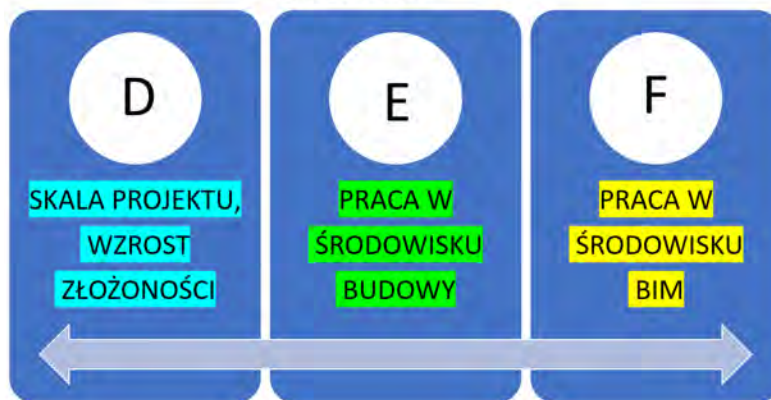 D
SKALA PROJEKTU,
WZROST
ZŁOŻONOŚCI
E
PRACA W
ŚRODOWISKU
BUDOWY
F
PRACA W
ŚRODOWISKU
BIM